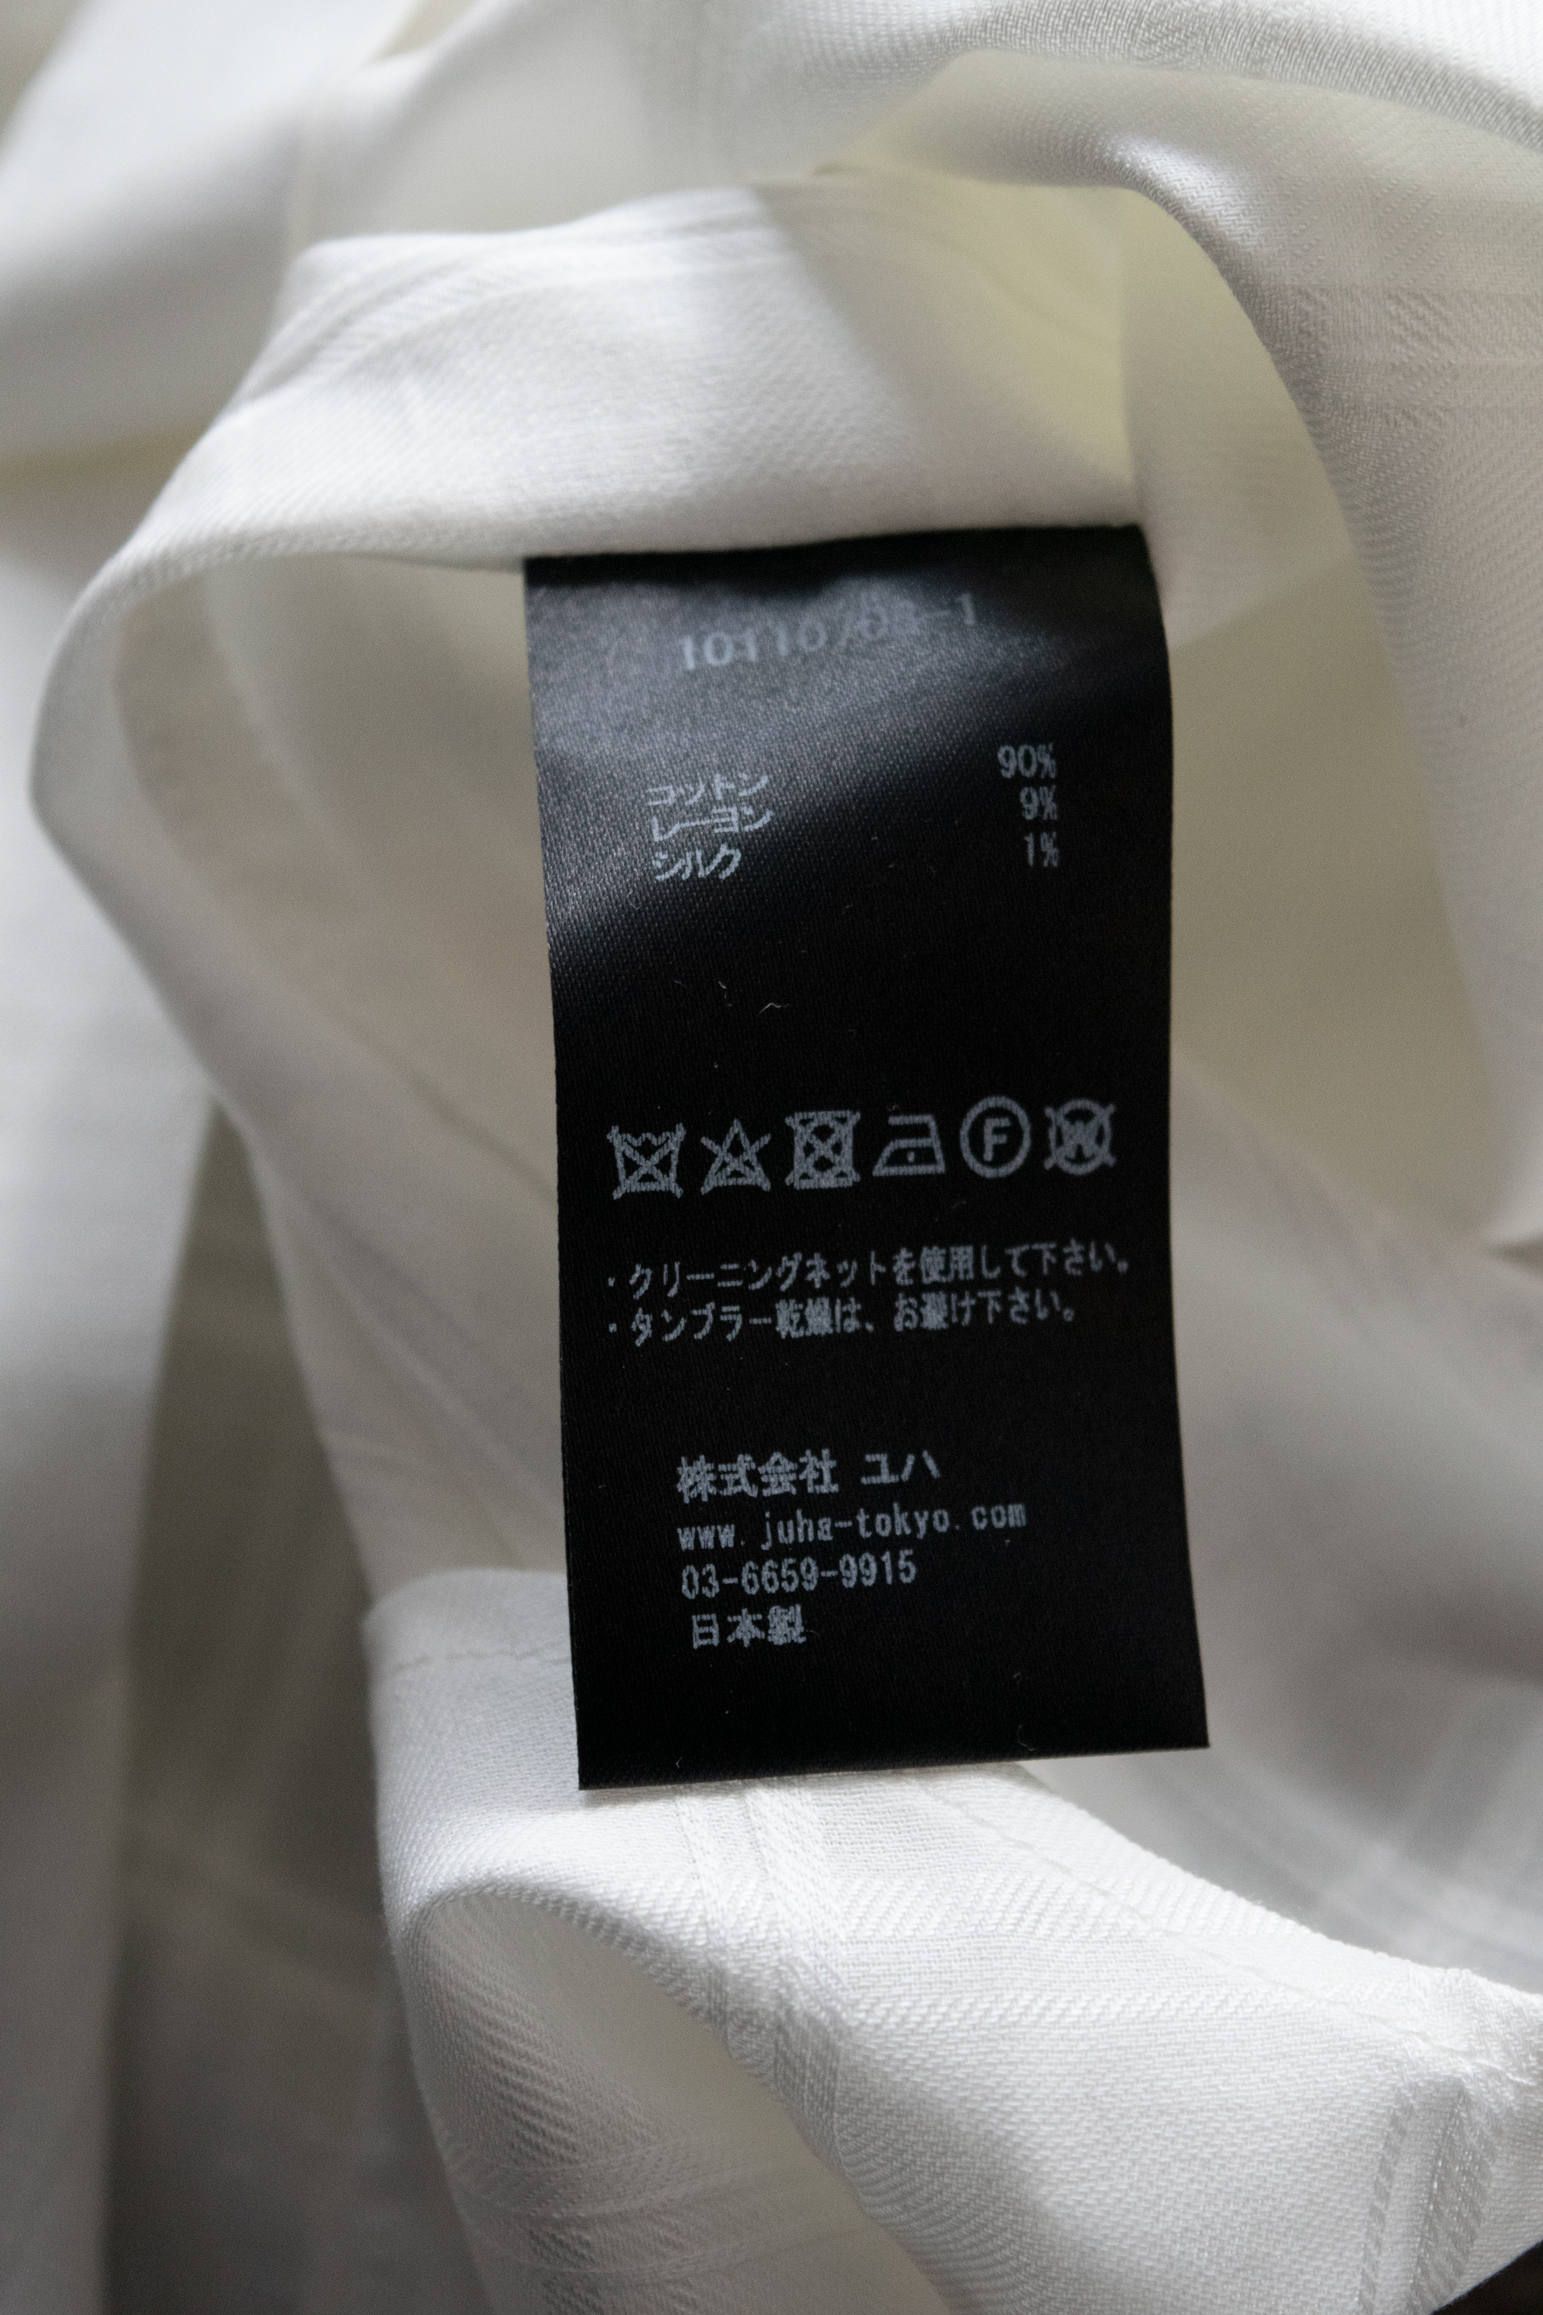 コットン 90%
レーヨン 9%
シルク 1%
F W
・クリーニングネットを使用して下さい。
・タンブラー乾燥は、お避け下さい。
株式会社 ユハ
www.juha-tokyo.com
03-6659-9915
日本製